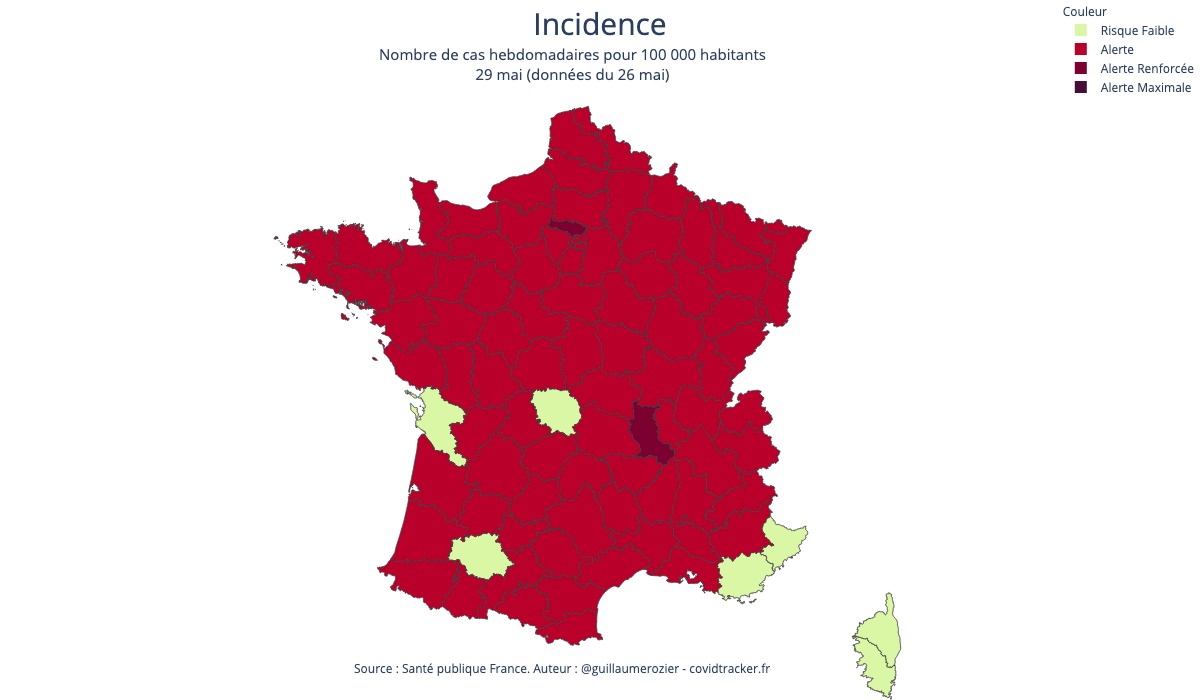 Incidence
Nombre de cas hebdomadaires pour 100 000 habitants
29 mai (données du 26 mai)
Couleur
Risque Faible
Alerte
Alerte Renforcée
Alerte Maximale
Source : Santé publique France. Auteur : @guillaumerozier - covidtracker.fr